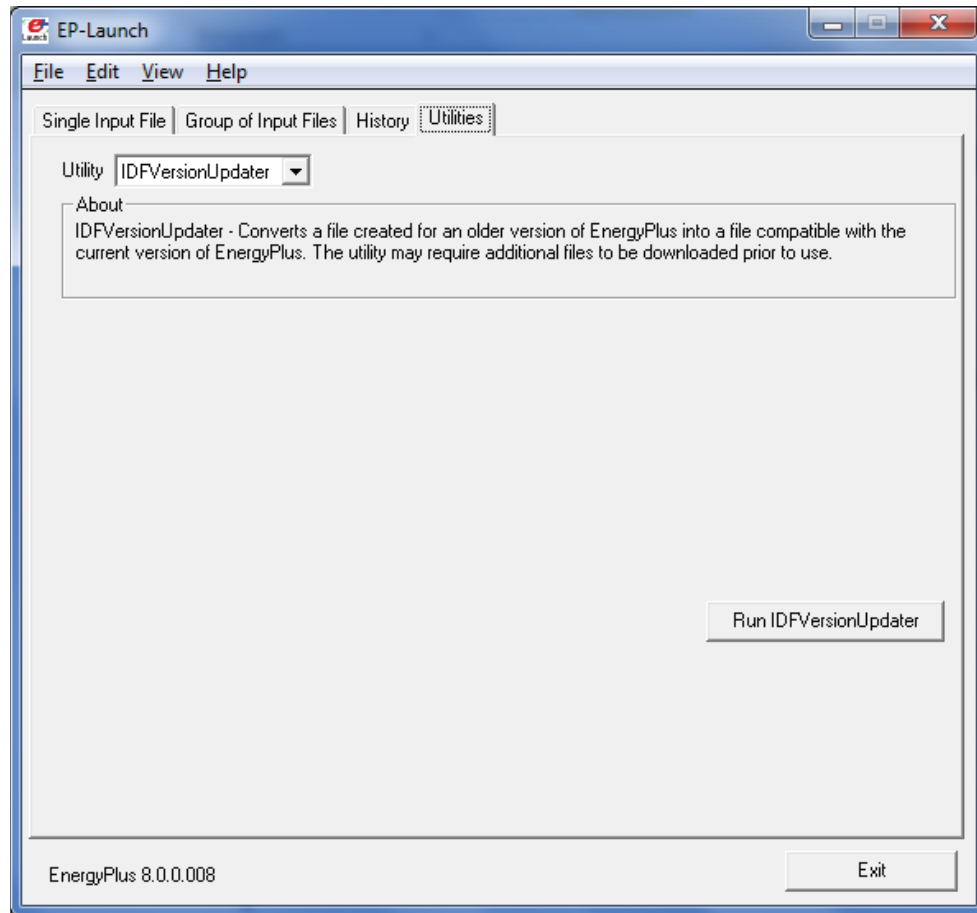 EP-Launch
File Edit View Help
Single Input File Group of Input Files History Utilities
Utility IDFVersionUpdater
About
IDFVersionUpdater - Converts a file created for an older version of EnergyPlus into a file compatible with the
current version of EnergyPlus. The utility may require additional files to be downloaded prior to use.
Run IDFVersionUpdater
EnergyPlus 8.0.0.008
Exit